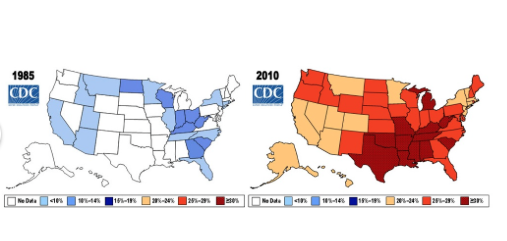 1985
CDC
No Data <10% 10%–14% 15%–19% 20%–24% 25%–29% ≥30%
2010
CDC
No Data <10% 10%–14% 15%–19% 20%–24% 25%–29% ≥30%